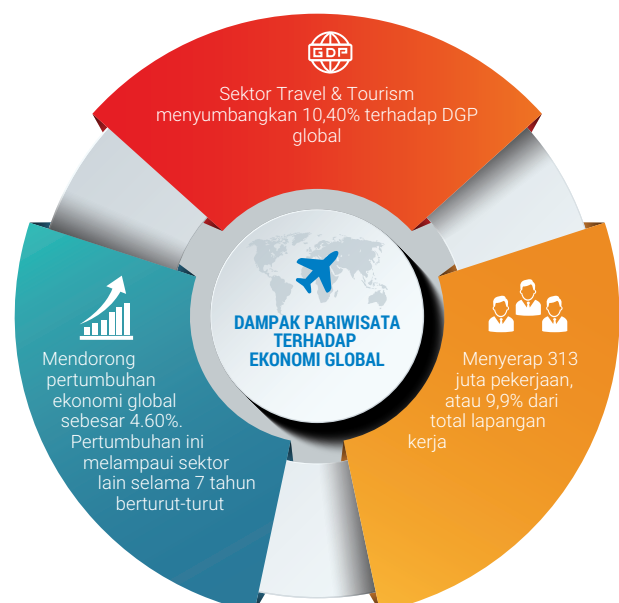 GDP
Sektor Travel & Tourism
menyumbangkan 10,40% terhadap DGP
global
DAMPAK PARIWISATA
TERHADAP
EKONOMI GLOBAL
Mendorong
pertumbuhan
ekonomi global
sebesar 4.60%.
Pertumbuhan ini
melampaui sektor
lain selama 7 tahun
berturut-turut
Menyerap 313
juta pekerjaan,
atau 9,9% dari
total lapangan
kerja